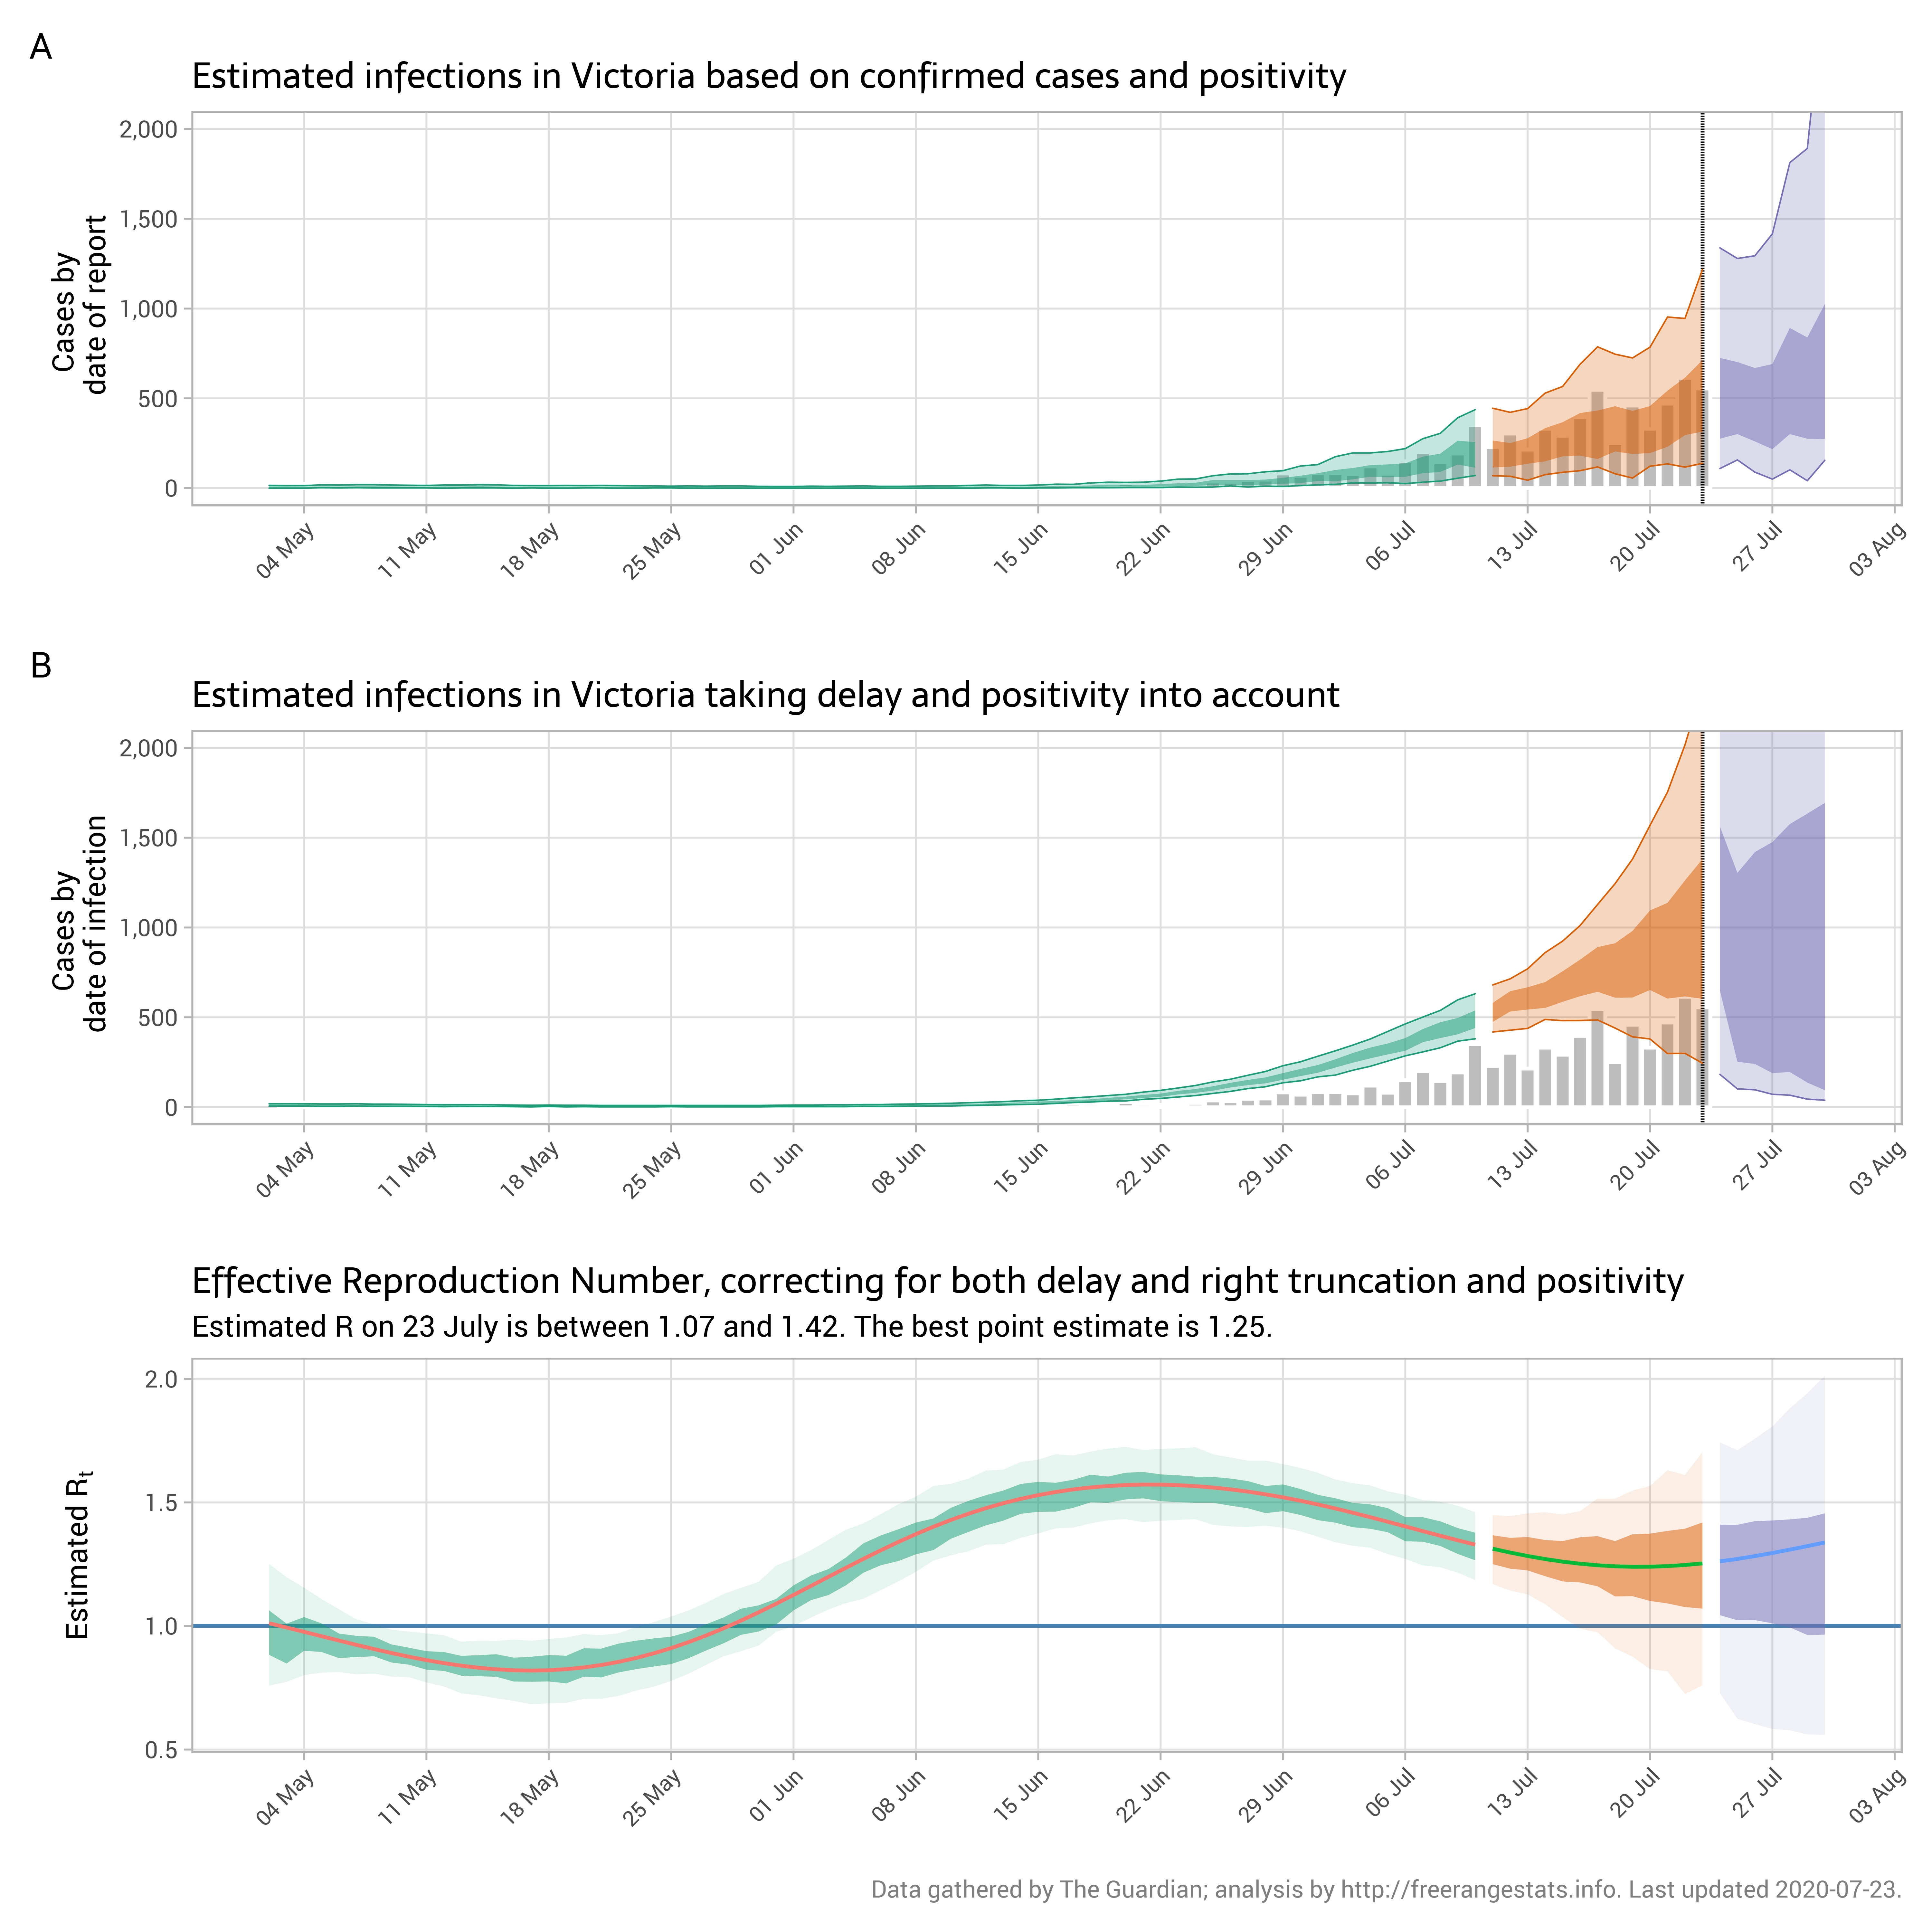 A
Estimated infections in Victoria based on confirmed cases and positivity
Cases by
date of report
2,000
1,500
1,000
500
0
04 May
11 May
18 May
25 May
01 Jun
08 Jun
15 Jun
22 Jun
29 Jun
06 Jul
13 Jul
20 Jul
27 Jul
03 Aug
B
Estimated infections in Victoria taking delay and positivity into account
Cases by
date of infection
2,000
1,500
1,000
500
0
04 May
11 May
18 May
25 May
01 Jun
08 Jun
15 Jun
22 Jun
29 Jun
06 Jul
13 Jul
20 Jul
27 Jul
03 Aug
Effective Reproduction Number, correcting for both delay and right truncation and positivity
Estimated R on 23 July is between 1.07 and 1.42. The best point estimate is 1.25.
Estimated Rt
2.0
1.5
1.0
0.5
04 May
11 May
18 May
25 May
01 Jun
08 Jun
15 Jun
22 Jun
29 Jun
06 Jul
13 Jul
20 Jul
27 Jul
03 Aug
Data gathered by The Guardian; analysis by http://freerangestats.info. Last updated 2020-07-23.